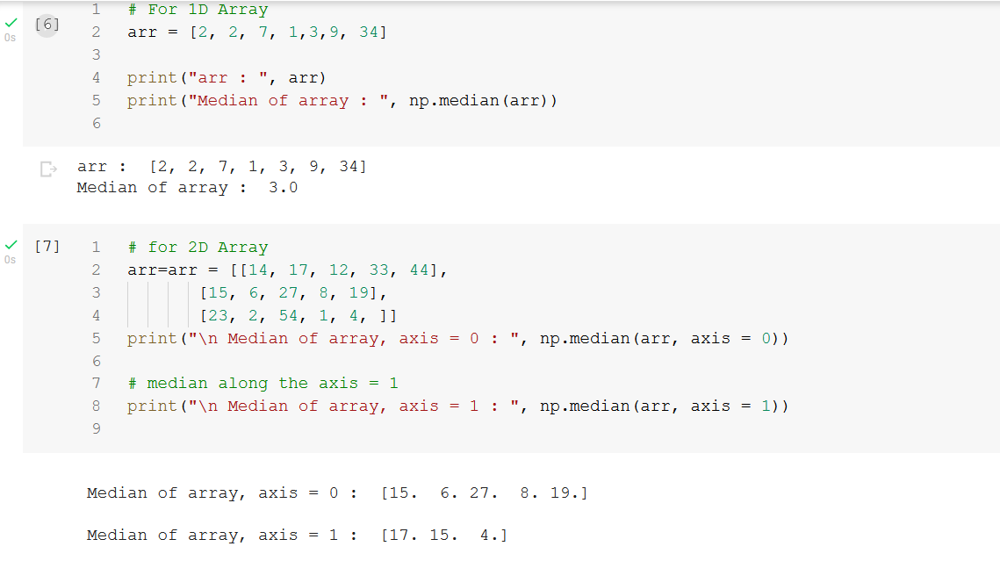 1 # For 1D Array
[6] 2 arr = [2, 2, 7, 1,3,9, 34]
0s
3
4 print("arr : ", arr)
5 print("Median of array : ", np.median(arr))
6
arr :  [2, 2, 7, 1, 3, 9, 34]
Median of array :  3.0
[7] 1 # for 2D Array
0s
2 arr=arr = [[14, 17, 12, 33, 44],
3 [15, 6, 27, 8, 19],
4 [23, 2, 54, 1, 4, ]]
5 print("\n Median of array, axis = 0 : ", np.median(arr, axis = 0))
6
7 # median along the axis = 1
8 print("\n Median of array, axis = 1 : ", np.median(arr, axis = 1))
9
Median of array, axis = 0 :  [15.  6. 27.  8. 19.]
Median of array, axis = 1 :  [17. 15.  4.]